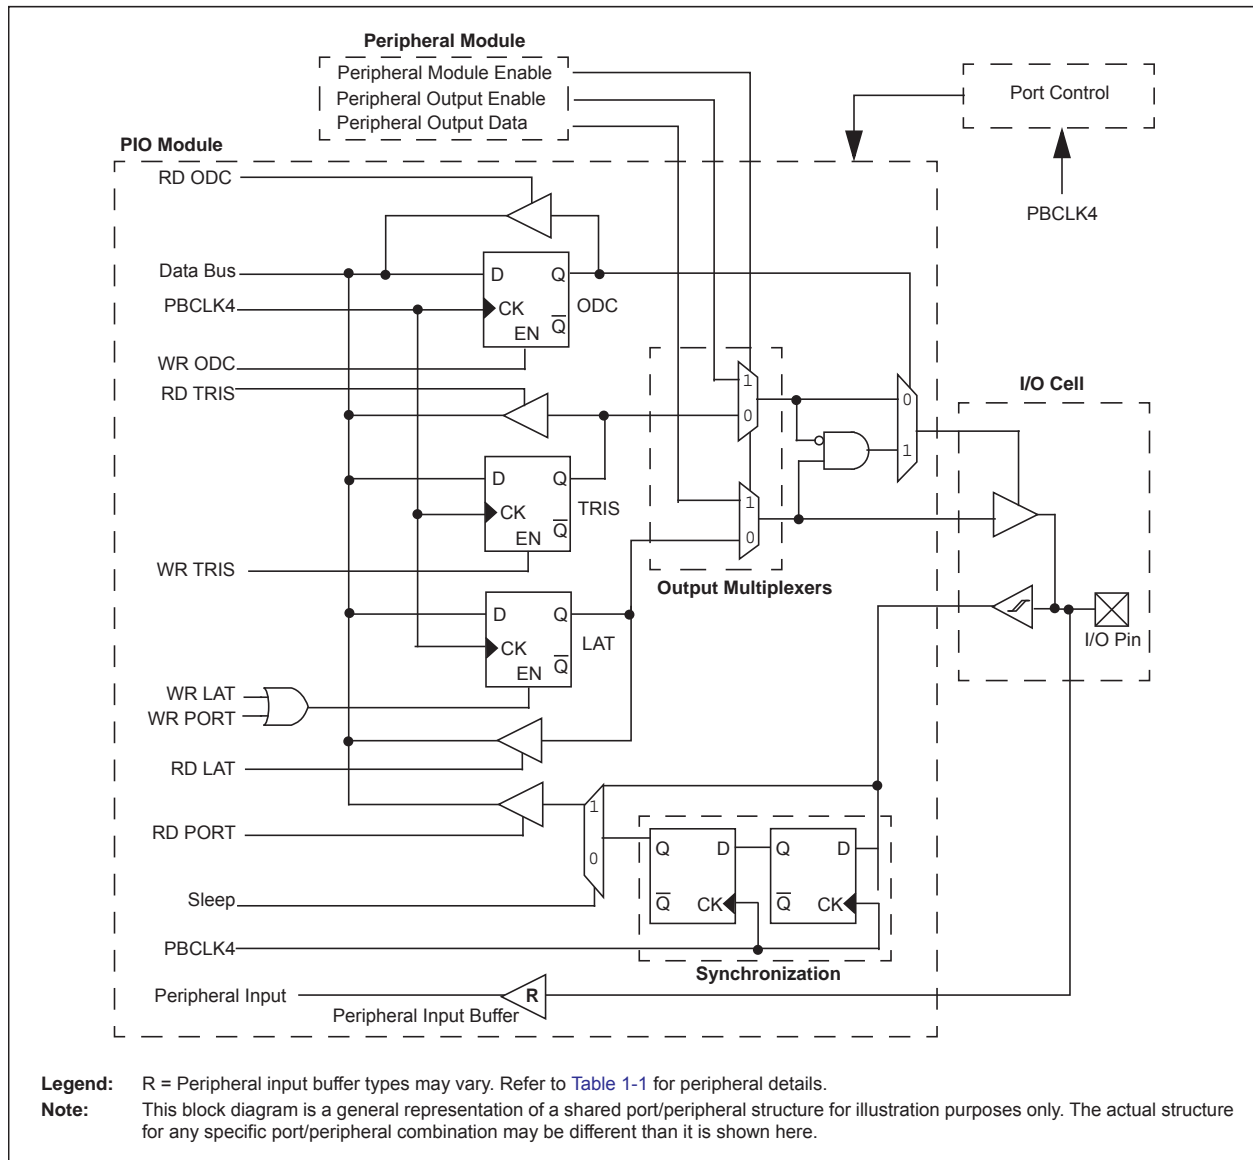 Peripheral Module
Peripheral Module Enable
Peripheral Output Enable
Peripheral Output Data
Port Control
PBCLK4
PIO Module
RD ODC
Data Bus
D Q
PBCLK4
CK
ODC
EN Q
WR ODC
RD TRIS
1
0
0
1
I/O Cell
D Q
CK
TRIS
EN Q
WR TRIS
1
0
Output Multiplexers
D Q
CK
LAT
EN Q
I/O Pin
WR LAT
WR PORT
RD LAT
1
RD PORT
0
Q D Q D
Sleep
Q CK Q CK
PBCLK4
Synchronization
Peripheral Input
R
Peripheral Input Buffer
Legend: R = Peripheral input buffer types may vary. Refer to Table 1-1 for peripheral details.
Note: This block diagram is a general representation of a shared port/peripheral structure for illustration purposes only. The actual structure
for any specific port/peripheral combination may be different than it is shown here.